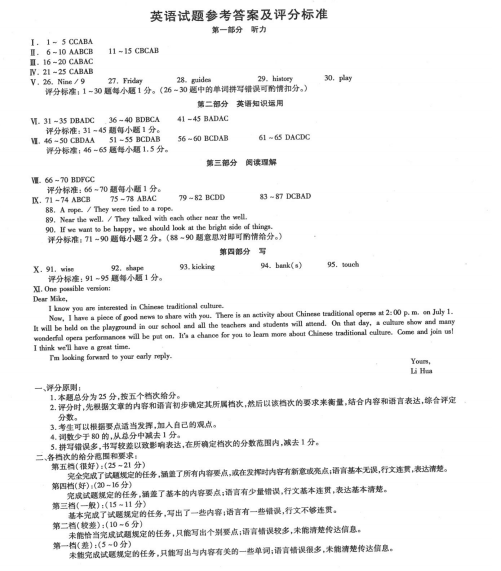 英语试题参考答案及评分标准
第一部分 听力
Ⅰ. 1~5 CCABA
Ⅱ. 6~10 AABCB 11~15 CBCAB
Ⅲ. 16~20 CABAC
Ⅳ. 21~25 CABAB
Ⅴ. 26. Nine / 9 27. Friday 28. guides 29. history 30. play
评分标准：1~30题每小题1分。(26~30题中的单词拼写错误可酌情扣分。)
第二部分 英语知识运用
Ⅵ. 31~35 DBADC 36~40 BDBCA 41~45 BADAC
评分标准：31~45题每小题1分。
Ⅶ. 46~50 CBDAA 51~55 BCDAB 56~60 BCDAB 61~65 DACDC
评分标准：46~65题每小题1.5分。
第三部分 阅读理解
Ⅷ. 66~70 BDFGC
评分标准：66~70题每小题1分。
Ⅸ. 71~74 ABCB 75~78 ABAC 79~82 BCDD 83~87 DCBAD
88. A rope. / They were tied to a rope.
89. Near the well. / They talked with each other near the well.
90. If we want to be happy, we should look at the bright side of things.
评分标准：71~90题每小题2分。(88~90题意思对即可酌情给分。)
第四部分 写
Ⅹ. 91. wise 92. shape 93. kicking 94. bank(s) 95. touch
评分标准：91~95题每小题1分。
Ⅺ. One possible version:
Dear Mike,
I know you are interested in Chinese traditional culture.
Now, I have a piece of good news to share with you. There is an activity about Chinese traditional operas at 2:00 p. m. on July 1.
It will be held on the playground in our school and all the teachers and students will attend. On that day, a culture show and many
wonderful opera performances will be put on. It's a chance for you to learn more about Chinese traditional culture. Come and join us!
I think we'll have a great time.
I'm looking forward to your early reply.
Yours,
Li Hua
一、评分原则：
1. 本题总分为25分,按五个档次给分。
2. 评分时,先根据文章的内容和语言初步确定其所属档次,然后以该档次的要求来衡量,结合内容和语言表达,综合评定
分数。
3. 考生可以根据要点适当发挥,加入自己的观点。
4. 词数少于80的,从总分中减去1分。
5. 拼写错误多,书写较差以致影响表达,在所确定档次的分数范围内,减去1分。
二、各档次的给分范围和要求：
第五档(很好)：(25~21分)
完全完成了试题规定的任务,涵盖了所有内容要点,或在发挥时内容有新意或亮点;语言基本无误,行文连贯,表达清楚。
第四档(好)：(20~16分)
完成试题规定的任务,涵盖了基本的内容要点;语言有少量错误,行文基本连贯,表达基本清楚。
第三档(一般)：(15~11分)
基本完成了试题规定的任务,写出了一些内容;语言有一些错误,行文不够连贯。
第二档(较差)：(10~6分)
未能恰当完成试题规定的任务,只能写出个别要点;语言错误较多,未能清楚传达信息。
第一档(差)：(5~0分)
未能完成试题规定的任务,只能写出与内容有关的一些单词;语言错误很多,未能清楚传达信息。